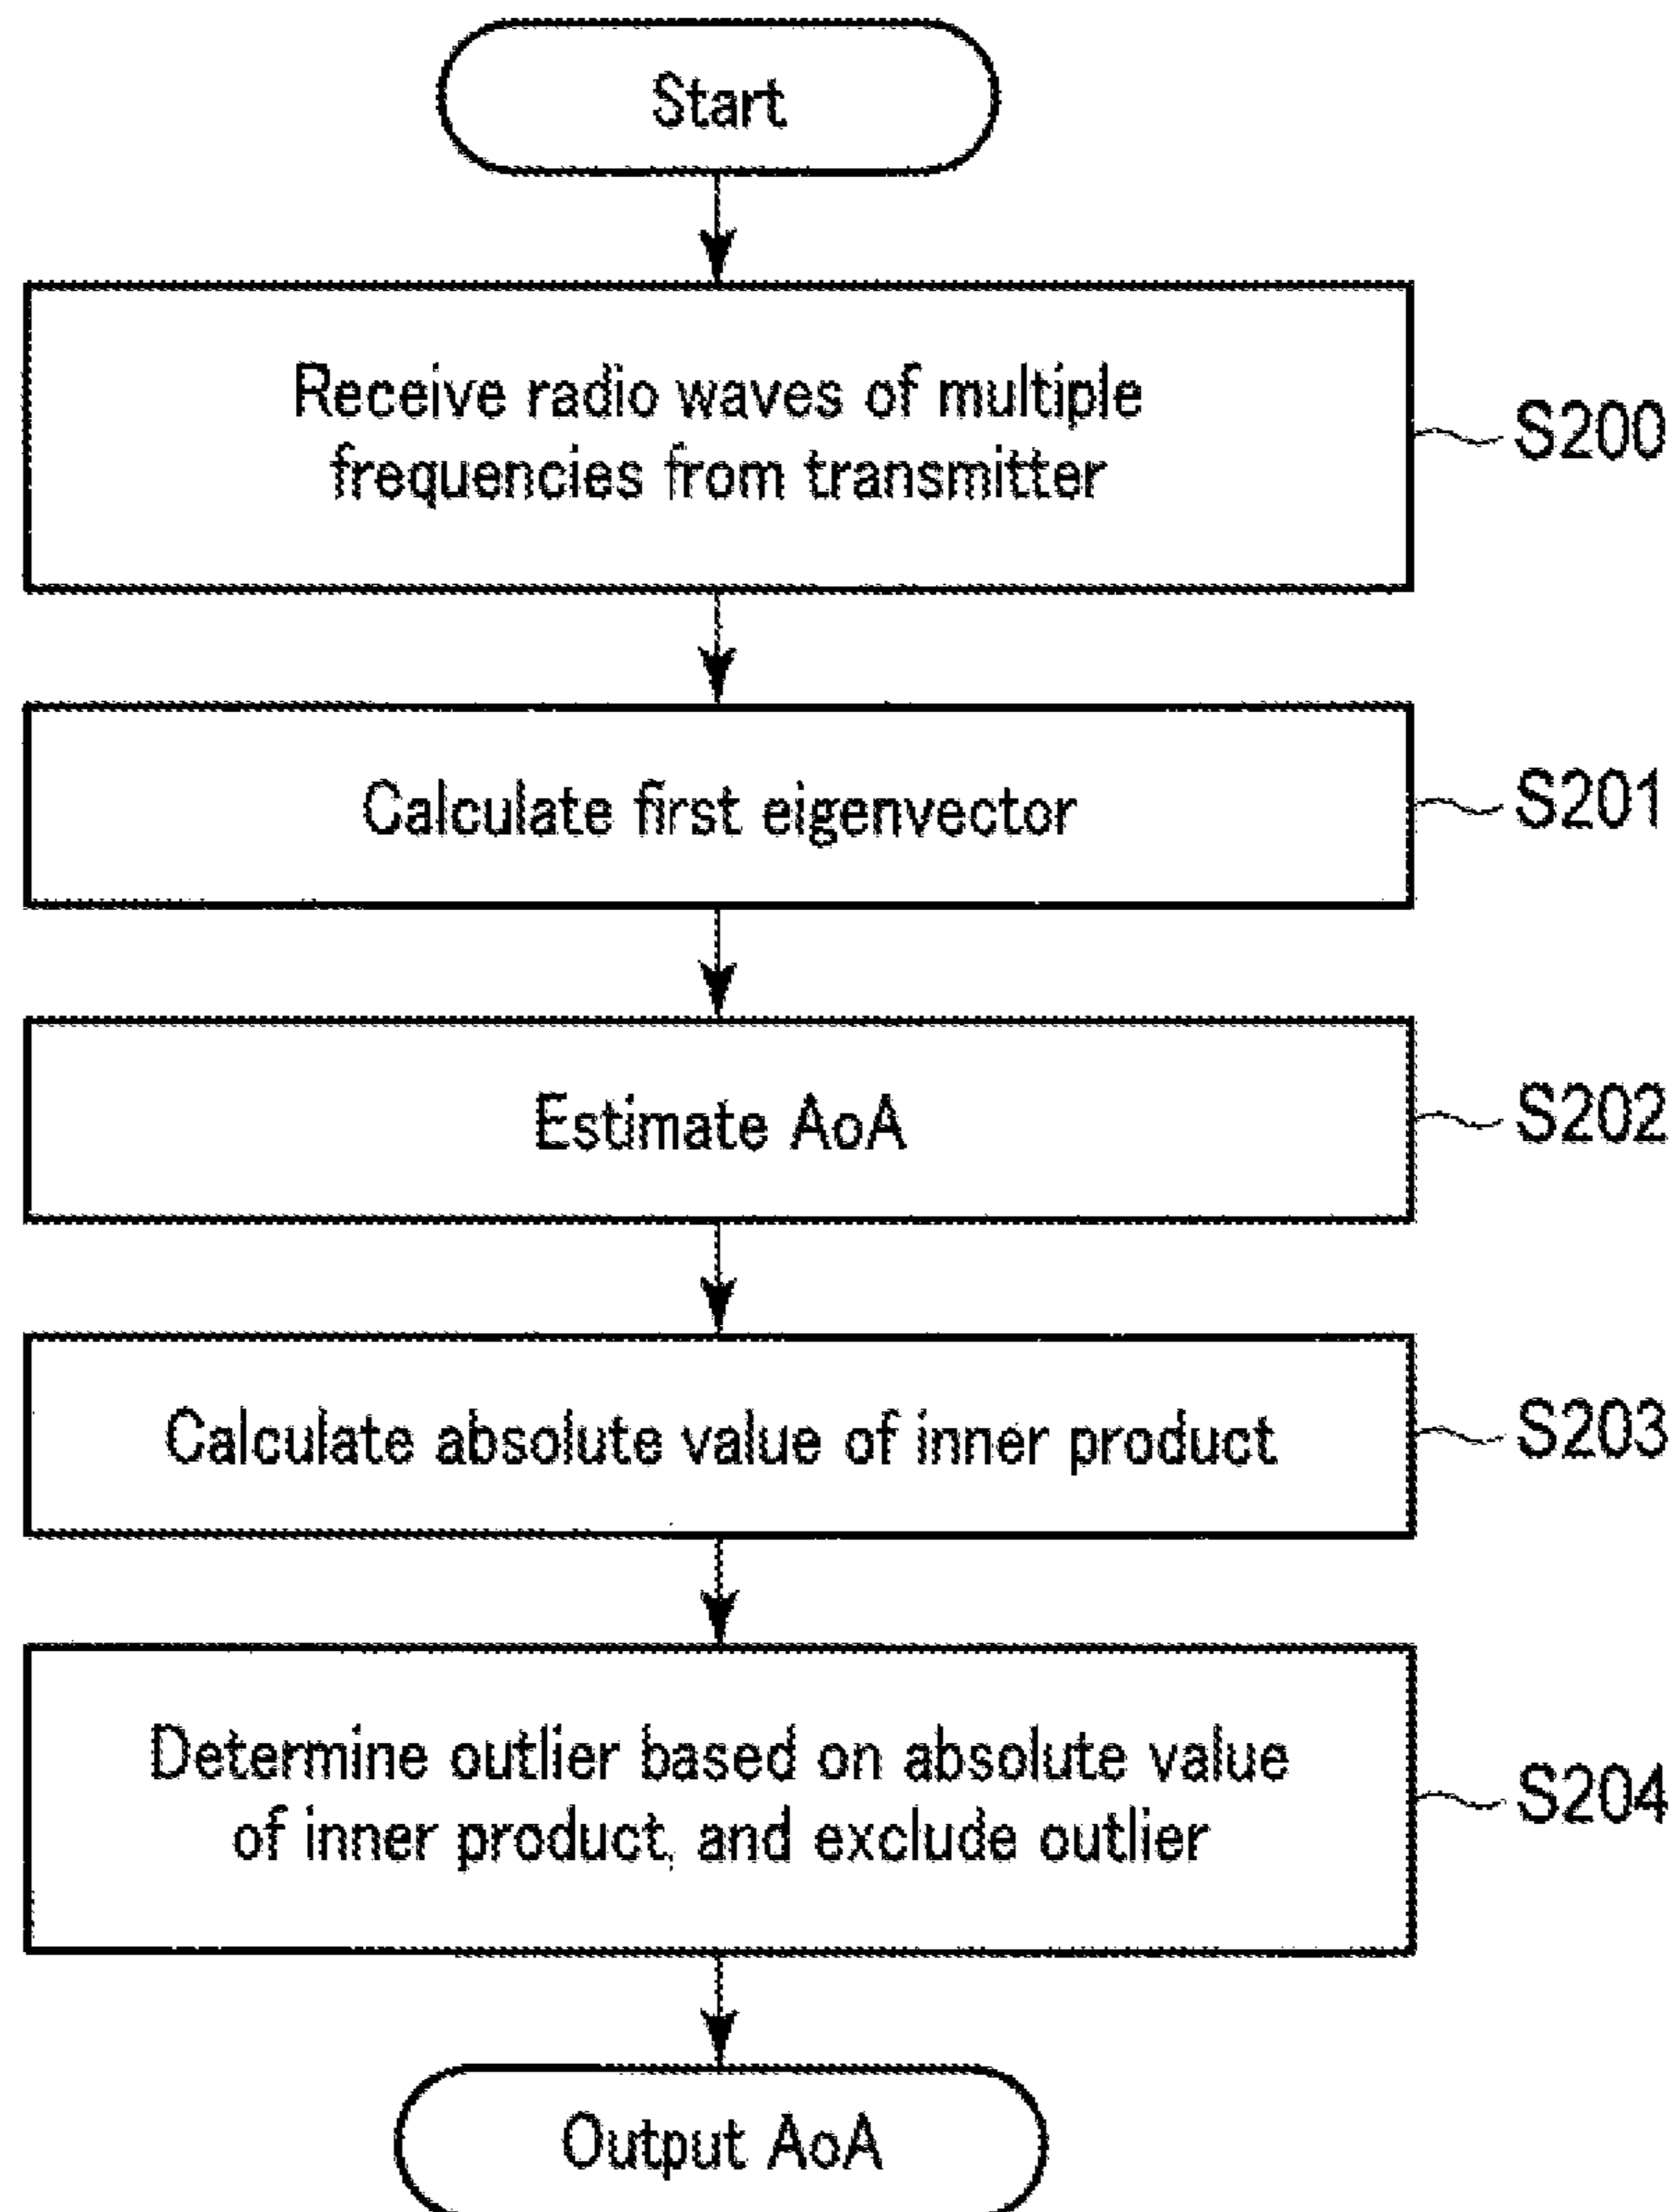 Start
Receive radio waves of multiple
frequencies from transmitter
S200
Calculate first eigenvector
S201
Estimate AoA
S202
Calculate absolute value of inner product
S203
Determine outlier based on absolute value
of inner product, and exclude outlier
S204
Output AoA